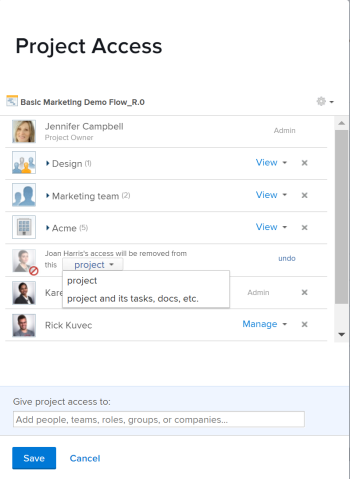 Project Access
Basic Marketing Demo Flow_R.0
Jennifer Campbell
Project Owner
Admin
Design (1)
View
Marketing team (2)
View
Acme (5)
View
Joan Harris's access will be removed from
this project
undo
project
project and its tasks, docs, etc.
Kare
Admin
Rick Kuvec
Manage
Give project access to:
Add people, teams, roles, groups, or companies...
Save Cancel